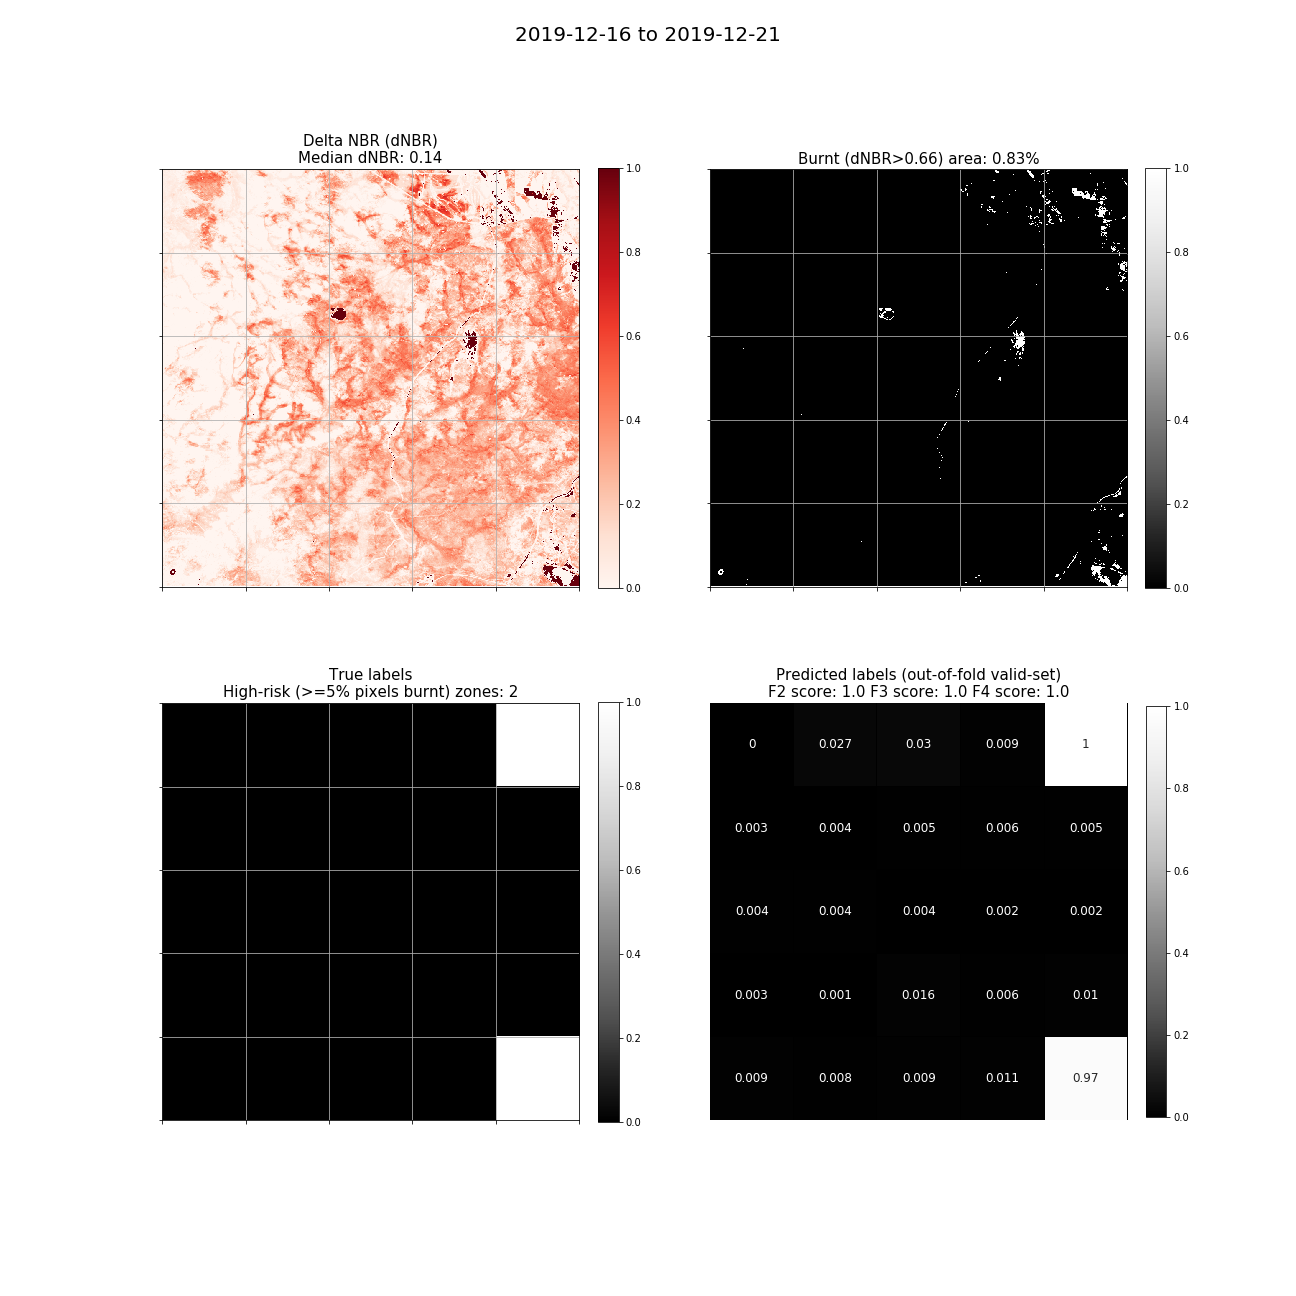 2019-12-16 to 2019-12-21
Delta NBR (dNBR)
Median dNBR: 0.14
1.0
0.8
0.6
0.4
0.2
0.0
Burnt (dNBR>0.66) area: 0.83%
1.0
0.8
0.6
0.4
0.2
0.0
True labels
High-risk (>=5% pixels burnt) zones: 2
1.0
0.8
0.6
0.4
0.2
0.0
Predicted labels (out-of-fold valid-set)
F2 score: 1.0 F3 score: 1.0 F4 score: 1.0
0 0.027 0.03 0.009 1
0.003 0.004 0.005 0.006 0.005
0.004 0.004 0.004 0.002 0.002
0.003 0.001 0.016 0.006 0.01
0.009 0.008 0.009 0.011 0.97
1.0
0.8
0.6
0.4
0.2
0.0